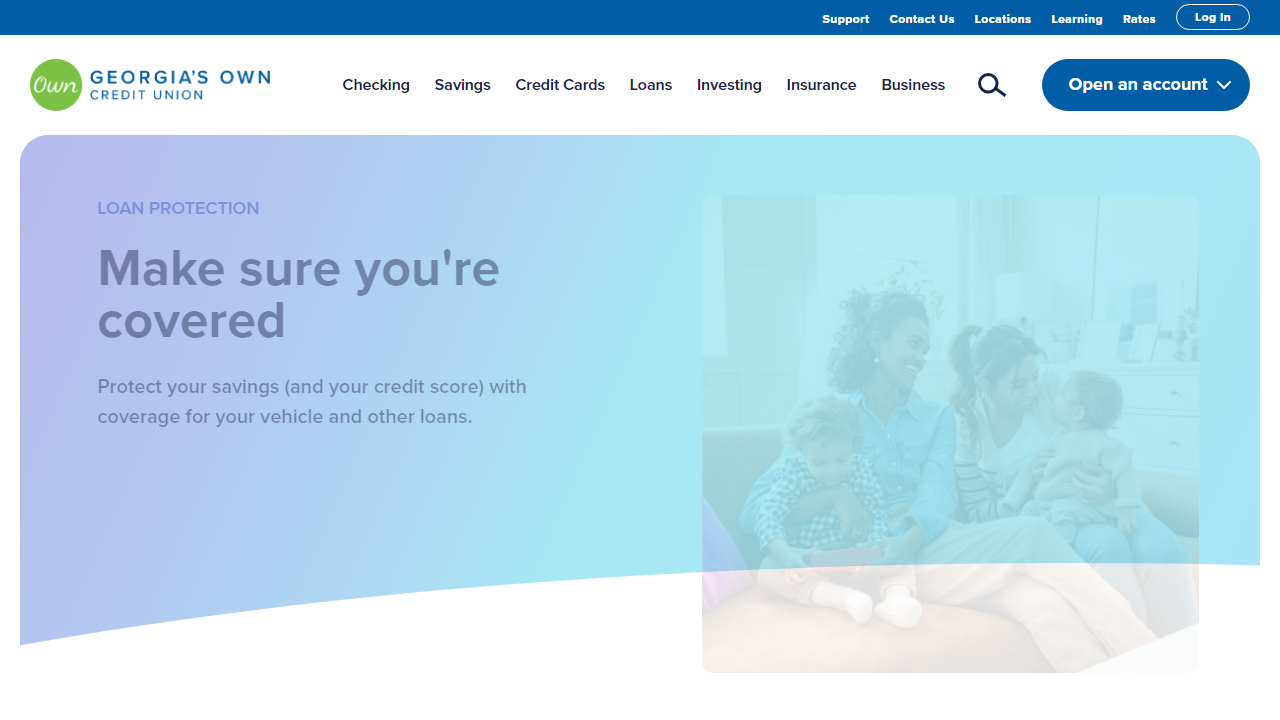 Support Contact Us Locations Learning Rates Log In
Own GEORGIA'S OWN
CREDIT UNION
Checking Savings Credit Cards Loans Investing Insurance Business Open an account
LOAN PROTECTION
Make sure you're
covered
Protect your savings (and your credit score) with
coverage for your vehicle and other loans.